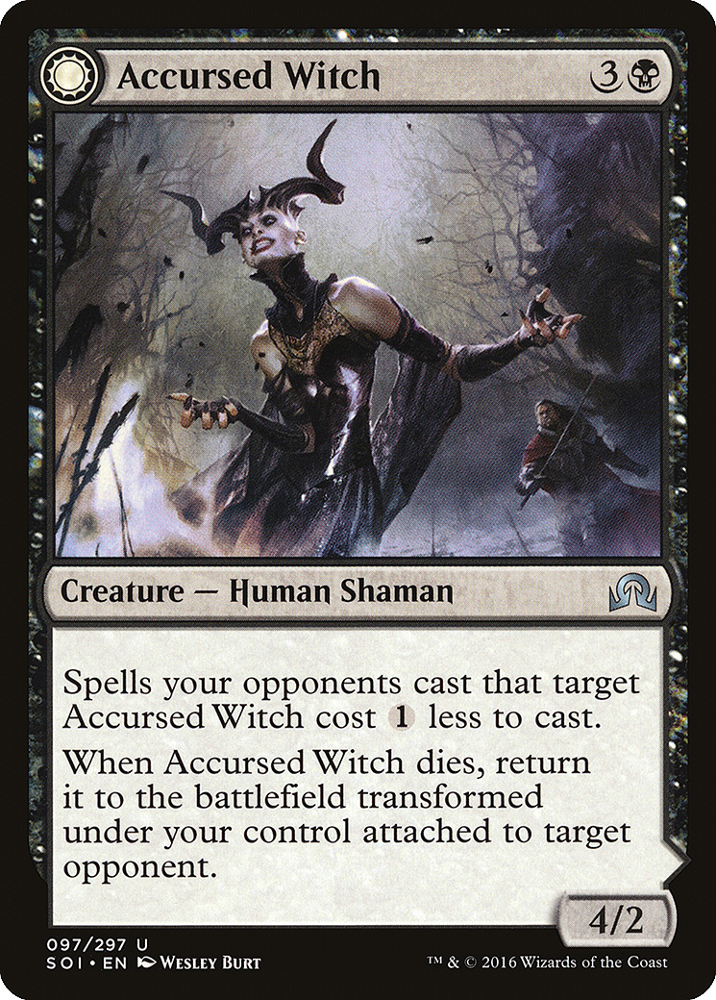 Accursed Witch 3
Creature — Human Shaman
Spells your opponents cast that target
Accursed Witch cost 1 less to cast.
When Accursed Witch dies, return
it to the battlefield transformed
under your control attached to target
opponent.
4/2
097/297 U
SOI • EN Wesley Burt
™ & © 2016 Wizards of the Coast